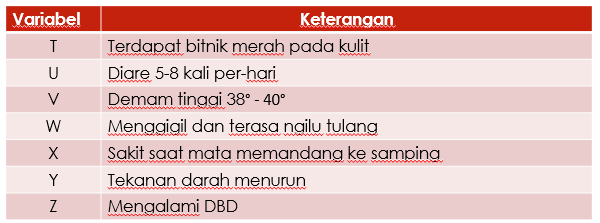 Variabel Keterangan
T Terdapat bitnik merah pada kulit
U Diare 5-8 kali per-hari
V Demam tinggi 38° - 40°
W Menggigil dan terasa nailu tulang
X Sakit saat mata memandang ke samping
Y Tekanan darah menurun
Z Mengalami DBD